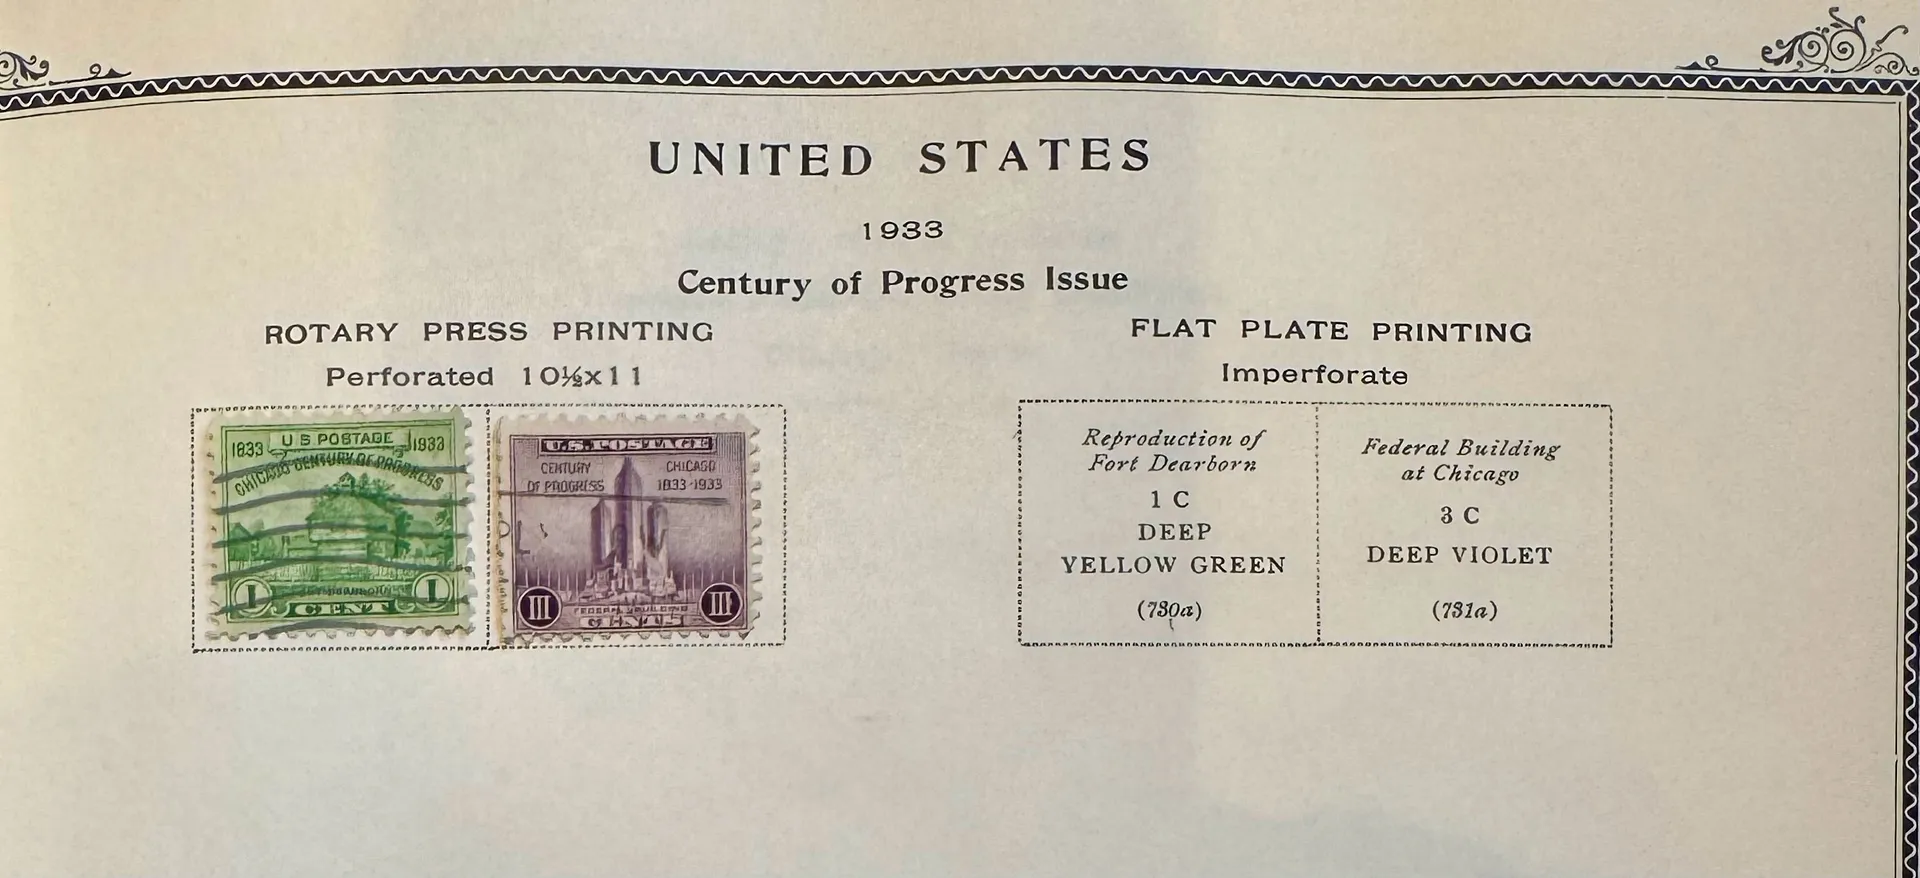 UNITED STATES
1933
Century of Progress Issue
ROTARY PRESS PRINTING
Perforated 10½x11
1833 U S POSTAGE 1933
CHICAGO CENTURY OF PROGRESS
1 1
CENT
U.S. POSTAGE
CENTURY OF PROGRESS
CHICAGO 1833-1933
III III
FEDERAL BUILDING
CENTS
FLAT PLATE PRINTING
Imperforate
Reproduction of
Fort Dearborn
1 C
DEEP
YELLOW GREEN
(730a)
Federal Building
at Chicago
3 C
DEEP VIOLET
(731a)